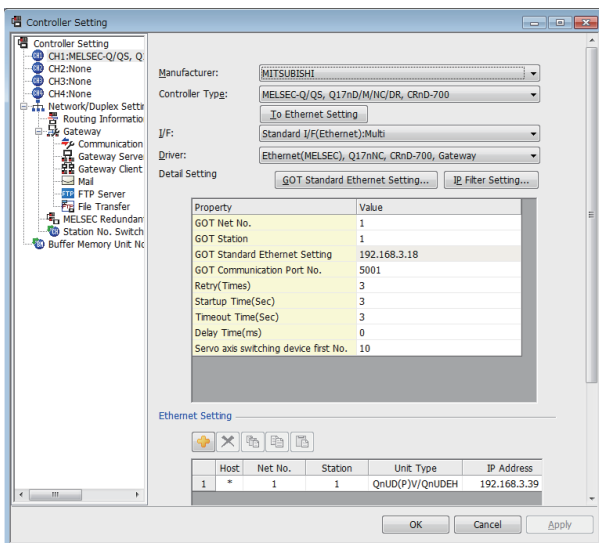 Controller Setting
Controller Setting
CH1:MELSEC-Q/QS, Q
CH2:None
CH3:None
CH4:None
Network/Duplex Settin
Routing Informatio
Gateway
Communication
Gateway Serve
Gateway Client
Mail
FTP FTP Server
File Transfer
MELSEC Redundan
Station No. Switch
Buffer Memory Unit No
Manufacturer: MITSUBISHI
Controller Type: MELSEC-Q/QS, Q17nD/M/NC/DR, CRnD-700
To Ethernet Setting
I/F: Standard I/F(Ethernet):Multi
Driver: Ethernet(MELSEC), Q17nNC, CRnD-700, Gateway
Detail Setting
GOT Standard Ethernet Setting... IP Filter Setting...
Property Value
GOT Net No. 1
GOT Station 1
GOT Standard Ethernet Setting 192.168.3.18
GOT Communication Port No. 5001
Retry(Times) 3
Startup Time(Sec) 3
Timeout Time(Sec) 3
Delay Time(ms) 0
Servo axis switching device first No. 10
Ethernet Setting
Host Net No. Station Unit Type IP Address
1 * 1 1 QnUD(P)V/QnUDEH 192.168.3.39
OK Cancel Apply